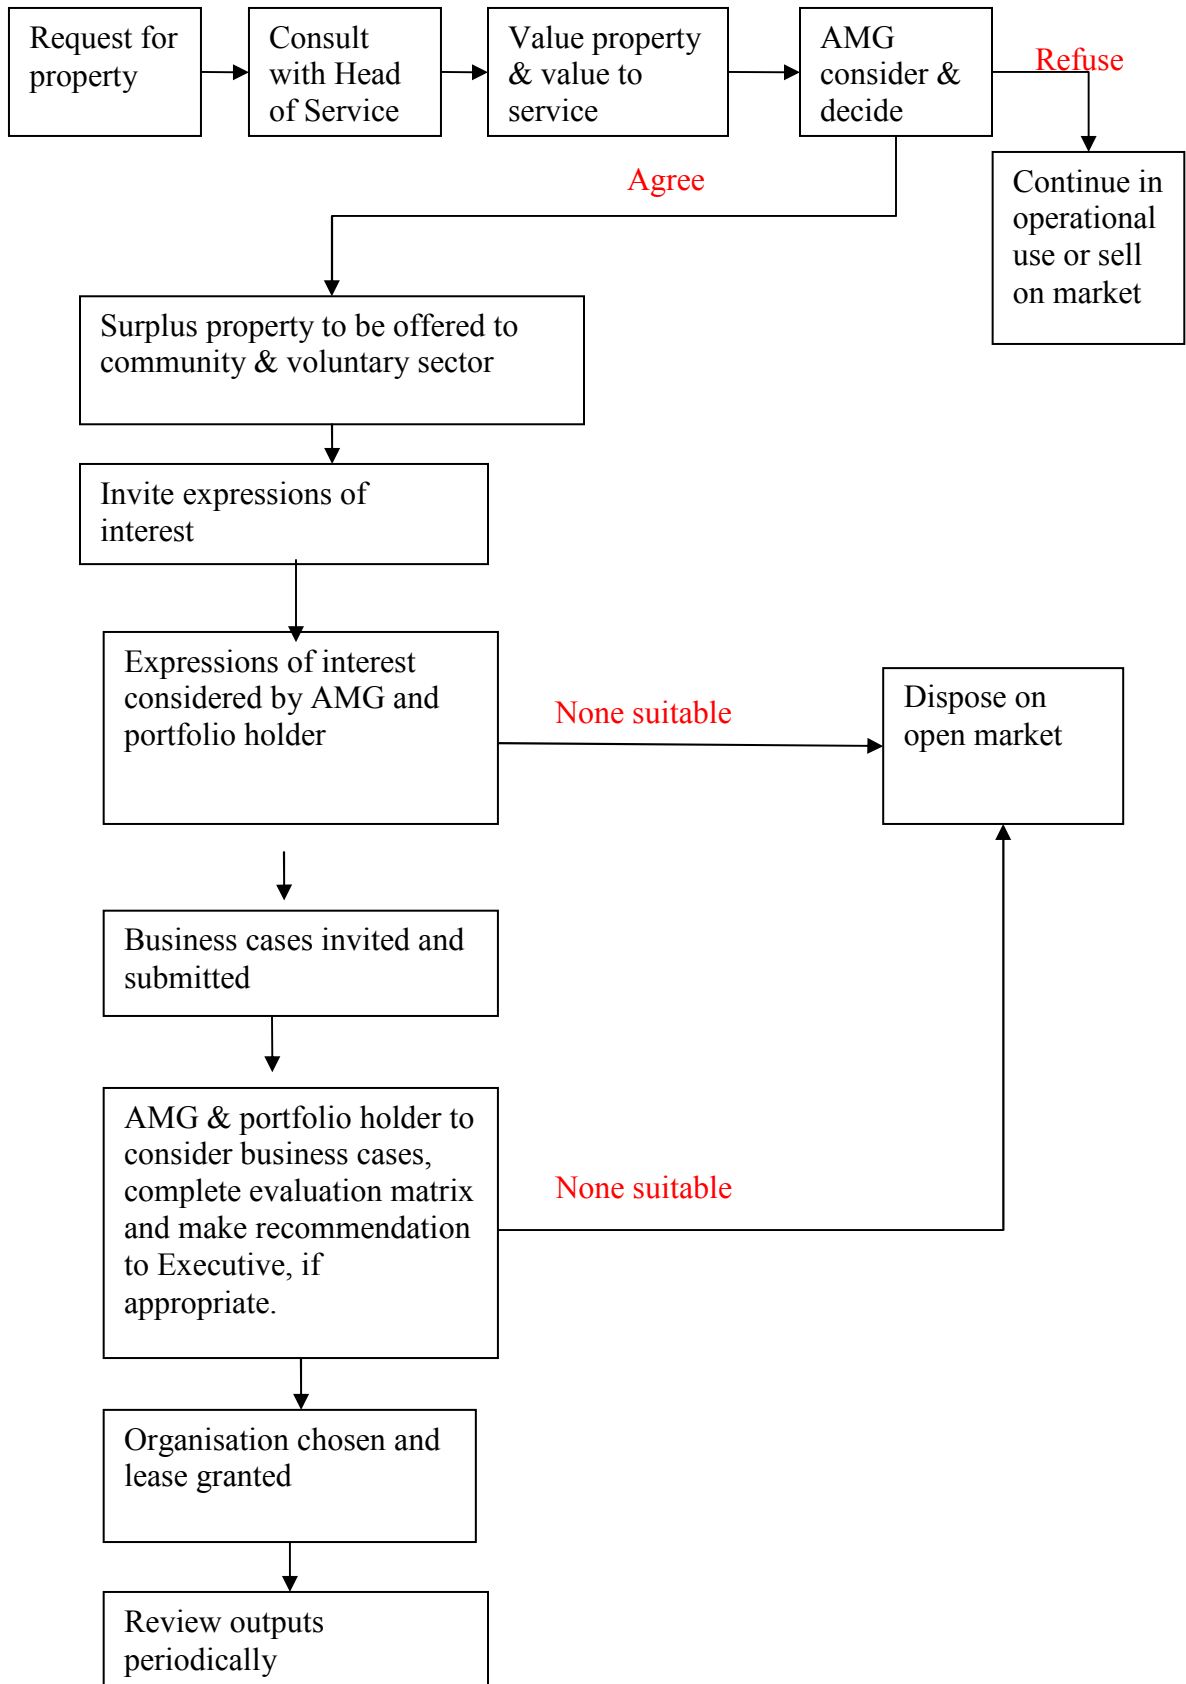 Request for
property
Consult
with Head
of Service
Value property
& value to
service
AMG
consider &
decide
Refuse
Agree
Continue in
operational
use or sell
on market
Surplus property to be offered to
community & voluntary sector
Invite expressions of
interest
Expressions of interest
considered by AMG and
portfolio holder
None suitable
Dispose on
open market
Business cases invited and
submitted
AMG & portfolio holder to
consider business cases,
complete evaluation matrix
and make recommendation
to Executive, if
appropriate.
None suitable
Organisation chosen and
lease granted
Review outputs
periodically